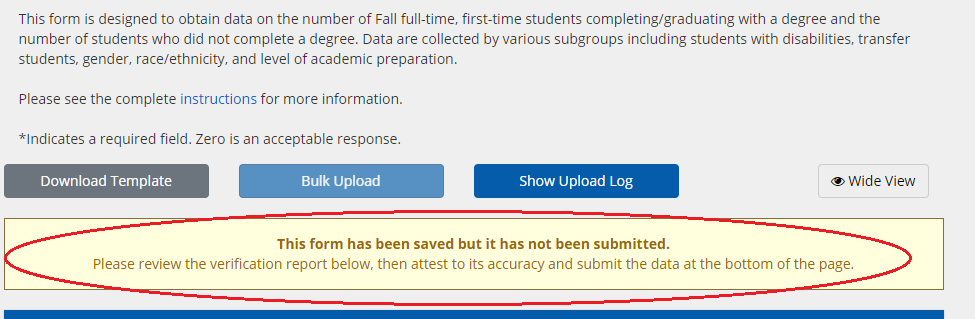 This form is designed to obtain data on the number of Fall full-time, first-time students completing/graduating with a degree and the
number of students who did not complete a degree. Data are collected by various subgroups including students with disabilities, transfer
students, gender, race/ethnicity, and level of academic preparation.
Please see the complete instructions for more information.
*Indicates a required field. Zero is an acceptable response.
Download Template
Bulk Upload
Show Upload Log
Wide View
This form has been saved but it has not been submitted.
Please review the verification report below, then attest to its accuracy and submit the data at the bottom of the page.